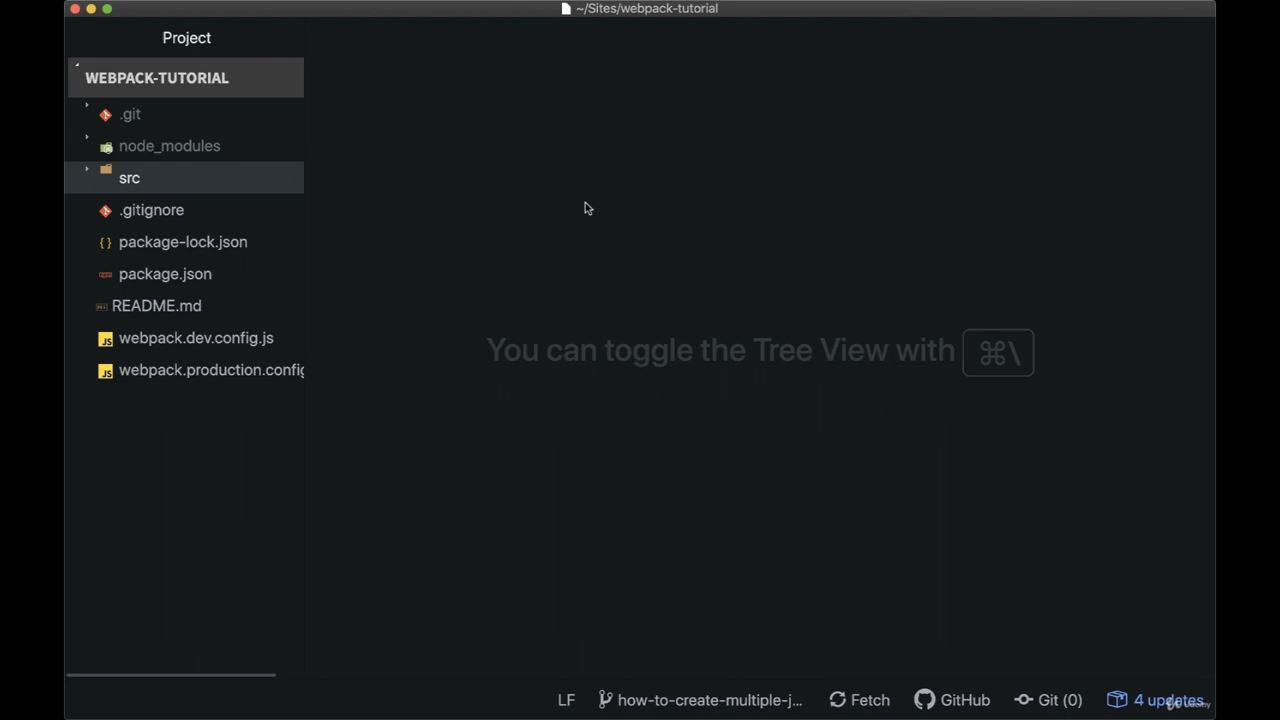 ~/Sites/webpack-tutorial
Project
WEBPACK-TUTORIAL
.git
node_modules
src
.gitignore
package-lock.json
package.json
README.md
webpack.dev.config.js
webpack.production.config
You can toggle the Tree View with ⌘\
LF how-to-create-multiple-j... Fetch GitHub Git (0) 4 updates